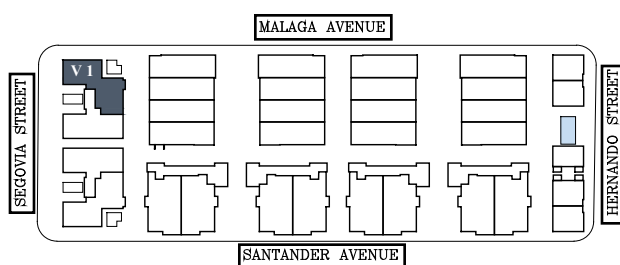 MALAGA AVENUE
V 1
SEGOVIA STREET
HERNANDO STREET
SANTANDER AVENUE